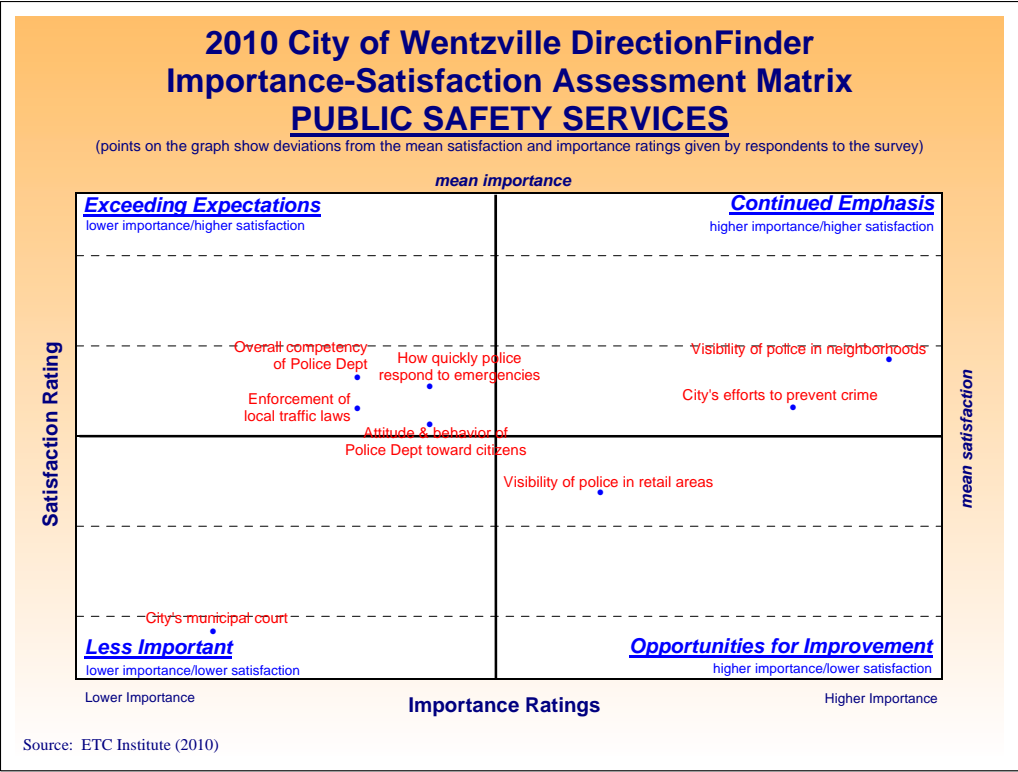 2010 City of Wentzville DirectionFinder
Importance-Satisfaction Assessment Matrix
PUBLIC SAFETY SERVICES
(points on the graph show deviations from the mean satisfaction and importance ratings given by respondents to the survey)
mean importance
Exceeding Expectations
lower importance/higher satisfaction
Continued Emphasis
higher importance/higher satisfaction
Satisfaction Rating
Overall competency
of Police Dept
How quickly police
respond to emergencies
Visibility of police in neighborhoods
City's efforts to prevent crime
Enforcement of
local traffic laws
Attitude & behavior of
Police Dept toward citizens
mean satisfaction
Visibility of police in retail areas
City's municipal court
Less Important
lower importance/lower satisfaction
Opportunities for Improvement
higher importance/lower satisfaction
Lower Importance
Importance Ratings
Higher Importance
Source: ETC Institute (2010)